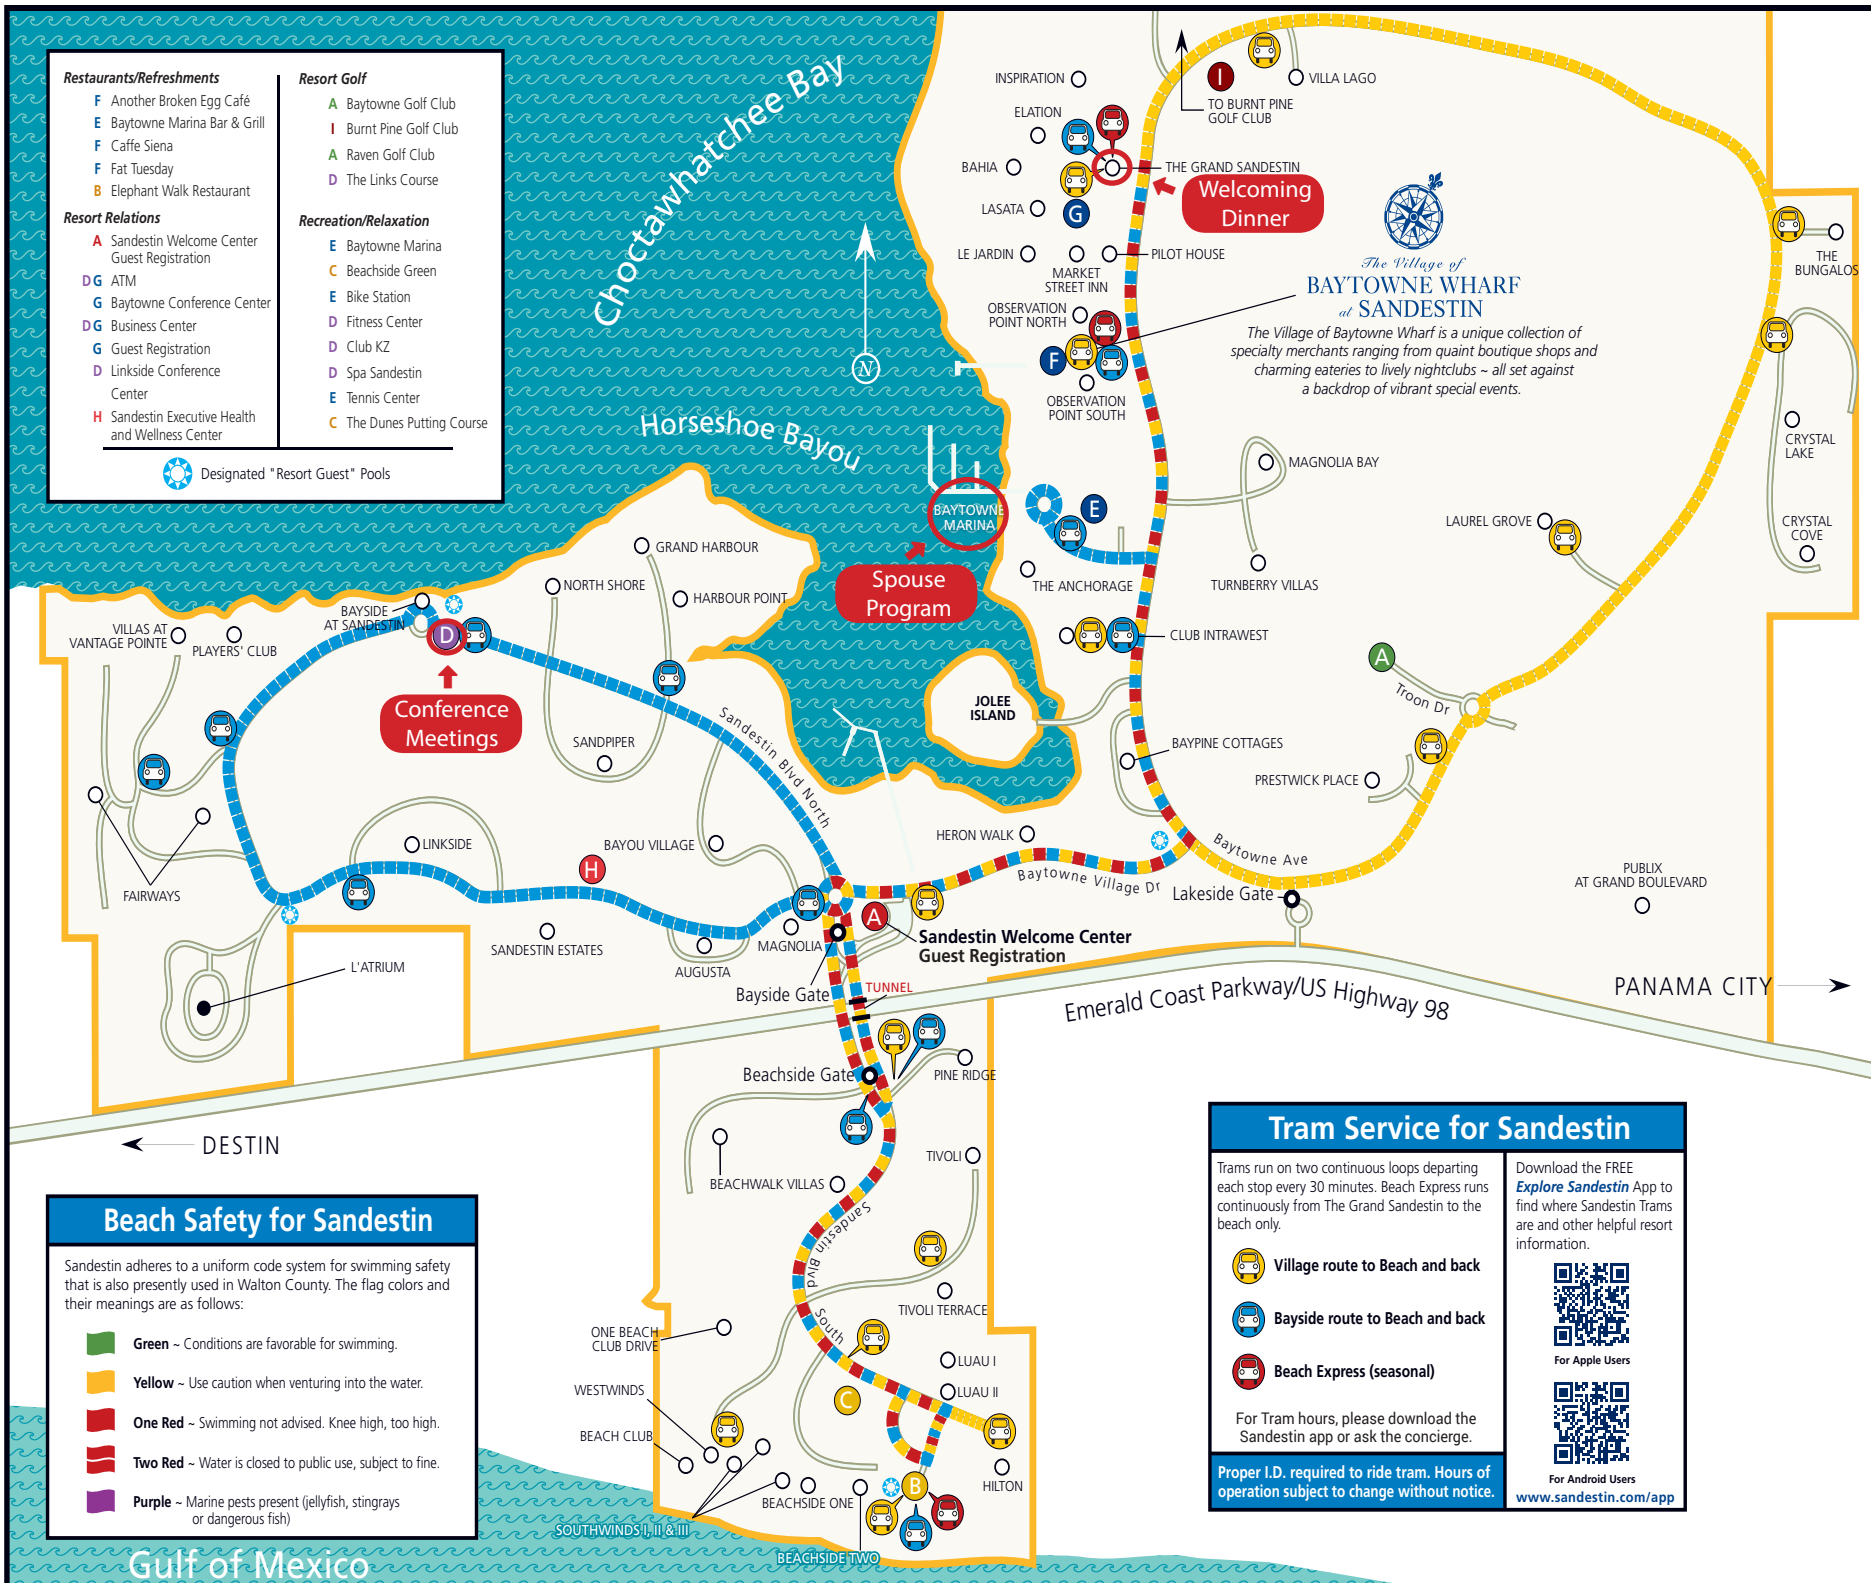 Restaurants/Refreshments
F Another Broken Egg Café
E Baytowne Marina Bar & Grill
F Caffe Siena
F Fat Tuesday
B Elephant Walk Restaurant
Resort Relations
A Sandestin Welcome Center
Guest Registration
D G ATM
G Baytowne Conference Center
D G Business Center
G Guest Registration
D Linkside Conference
Center
H Sandestin Executive Health
and Wellness Center
Resort Golf
A Baytowne Golf Club
I Burnt Pine Golf Club
A Raven Golf Club
D The Links Course
Recreation/Relaxation
E Baytowne Marina
C Beachside Green
E Bike Station
D Fitness Center
D Club KZ
D Spa Sandestin
E Tennis Center
C The Dunes Putting Course
Designated "Resort Guest" Pools
Choctawhatchee Bay
Horseshoe Bayou
N
INSPIRATION
ELATION
BAHIA
LASATA
LE JARDIN
MARKET
STREET INN
PILOT HOUSE
G
THE GRAND SANDESTIN
Welcoming
Dinner
I
TO BURNT PINE
GOLF CLUB
VILLA LAGO
The Village of
BAYTOWNE WHARF
at SANDESTIN
The Village of Baytowne Wharf is a unique collection of
specialty merchants ranging from quaint boutique shops and
charming eateries to lively nightclubs ~ all set against
a backdrop of vibrant special events.
THE
BUNGALOS
OBSERVATION
POINT NORTH
F
OBSERVATION
POINT SOUTH
CRYSTAL
LAKE
CRYSTAL
COVE
MAGNOLIA BAY
LAUREL GROVE
TURNBERRY VILLAS
BAYTOWNE
MARINA
E
Spouse
Program
THE ANCHORAGE
CLUB INTRAWEST
A
Troon Dr
JOLEE
ISLAND
BAYPINE COTTAGES
PRESTWICK PLACE
GRAND HARBOUR
NORTH SHORE
HARBOUR POINT
BAYSIDE
AT SANDESTIN
D
VILLAS AT
VANTAGE POINTE
PLAYERS' CLUB
Conference
Meetings
SANDPIPER
Sandestin Blvd North
FAIRWAYS
LINKSIDE
BAYOU VILLAGE
H
SANDESTIN ESTATES
AUGUSTA
MAGNOLIA
L'ATRIUM
HERON WALK
Baytowne Village Dr
Baytowne Ave
Lakeside Gate
PUBLIX
AT GRAND BOULEVARD
A
Sandestin Welcome Center
Guest Registration
Bayside Gate
TUNNEL
Emerald Coast Parkway/US Highway 98
PANAMA CITY
DESTIN
Beachside Gate
PINE RIDGE
TIVOLI
BEACHWALK VILLAS
Sandestin Blvd South
TIVOLI TERRACE
ONE BEACH
CLUB DRIVE
LUAU I
LUAU II
WESTWINDS
C
BEACH CLUB
HILTON
BEACHSIDE ONE
B
SOUTHWINDS I, II & III
BEACHSIDE TWO
Gulf of Mexico
Beach Safety for Sandestin
Sandestin adheres to a uniform code system for swimming safety
that is also presently used in Walton County. The flag colors and
their meanings are as follows:
Green ~ Conditions are favorable for swimming.
Yellow ~ Use caution when venturing into the water.
One Red ~ Swimming not advised. Knee high, too high.
Two Red ~ Water is closed to public use, subject to fine.
Purple ~ Marine pests present (jellyfish, stingrays
or dangerous fish)
Tram Service for Sandestin
Trams run on two continuous loops departing
each stop every 30 minutes. Beach Express runs
continuously from The Grand Sandestin to the
beach only.
Village route to Beach and back
Bayside route to Beach and back
Beach Express (seasonal)
For Tram hours, please download the
Sandestin app or ask the concierge.
Proper I.D. required to ride tram. Hours of
operation subject to change without notice.
Download the FREE
Explore Sandestin App to
find where Sandestin Trams
are and other helpful resort
information.
For Apple Users
For Android Users
www.sandestin.com/app